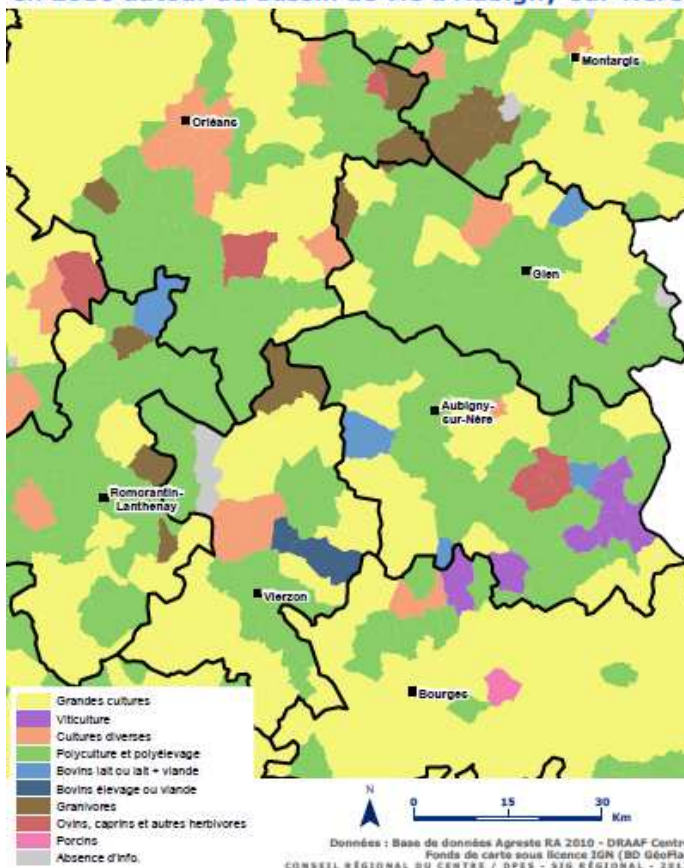 Montargis
Orléans
Gien
Aubigny-
sur-Nère
Romorantin-
Lanthenay
Vierzon
Bourges
Grandes cultures
Viticulture
Cultures diverses
Polyculture et polyélevage
Bovins lait ou lait + viande
Bovins élevage ou viande
Granivores
Ovins, caprins et autres herbivores
Porcins
Absence d'info.
N
0 15 30
Km
Données : Base de données Agreste RA 2010 - DRAAF Centre
Fonds de carte sous licence IGN (BD GéoFla
CONSEIL RÉGIONAL DU CENTRE / DPES - SIG RÉGIONAL - 201